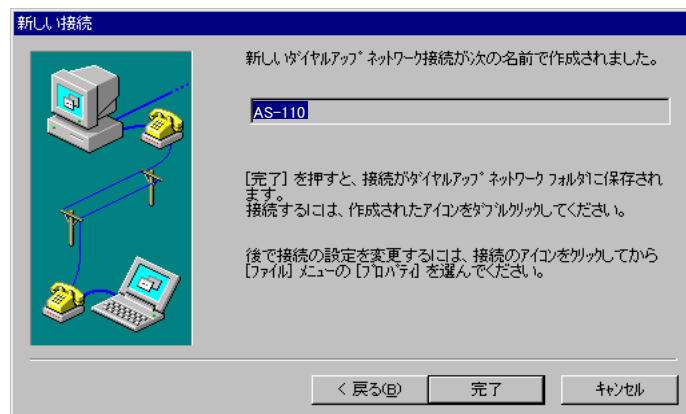 新しい接続
新しいﾀﾞｲﾔﾙｱｯﾌﾟ ﾈｯﾄﾜｰｸ接続が次の名前で作成されました。
AS-110
[完了] を押すと、接続がﾀﾞｲﾔﾙｱｯﾌﾟ ﾈｯﾄﾜｰｸ ﾌｫﾙﾀﾞに保存され
ます。
接続するには、作成されたｱｲｺﾝをﾀﾞﾌﾞﾙｸﾘｯｸしてください。
後で接続の設定を変更するには、接続のｱｲｺﾝをｸﾘｯｸしてから
[ﾌｧｲﾙ] ﾒﾆｭｰの [ﾌﾟﾛﾊﾟﾃｨ] を選んでください。
< 戻る(B)
完了
ｷｬﾝｾﾙ